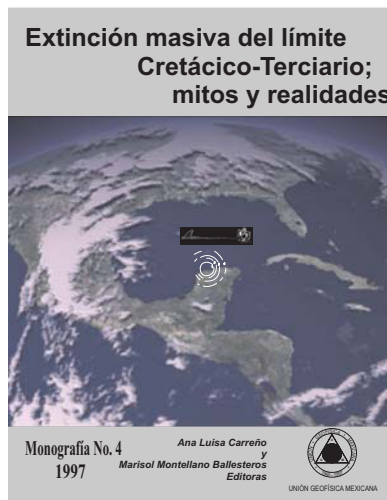 Extinción masiva del límite
Cretácico-Terciario;
mitos y realidades
Monografía No. 4
1997
Ana Luisa Carreño
y
Marisol Montellano Ballesteros
Editoras
UNIÓN GEOFÍSICA MEXICANA